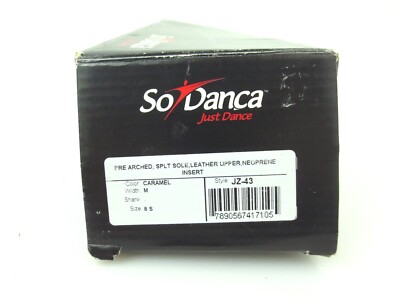 So Danca
Just Dance
PRE ARCHED, SPLT SOLE,LEATHER UPPER,NEOPRENE
INSERT
Color: CARAMEL
Style: JZ-43
Width: M
Shank:
Size: 8 S
7890567417105